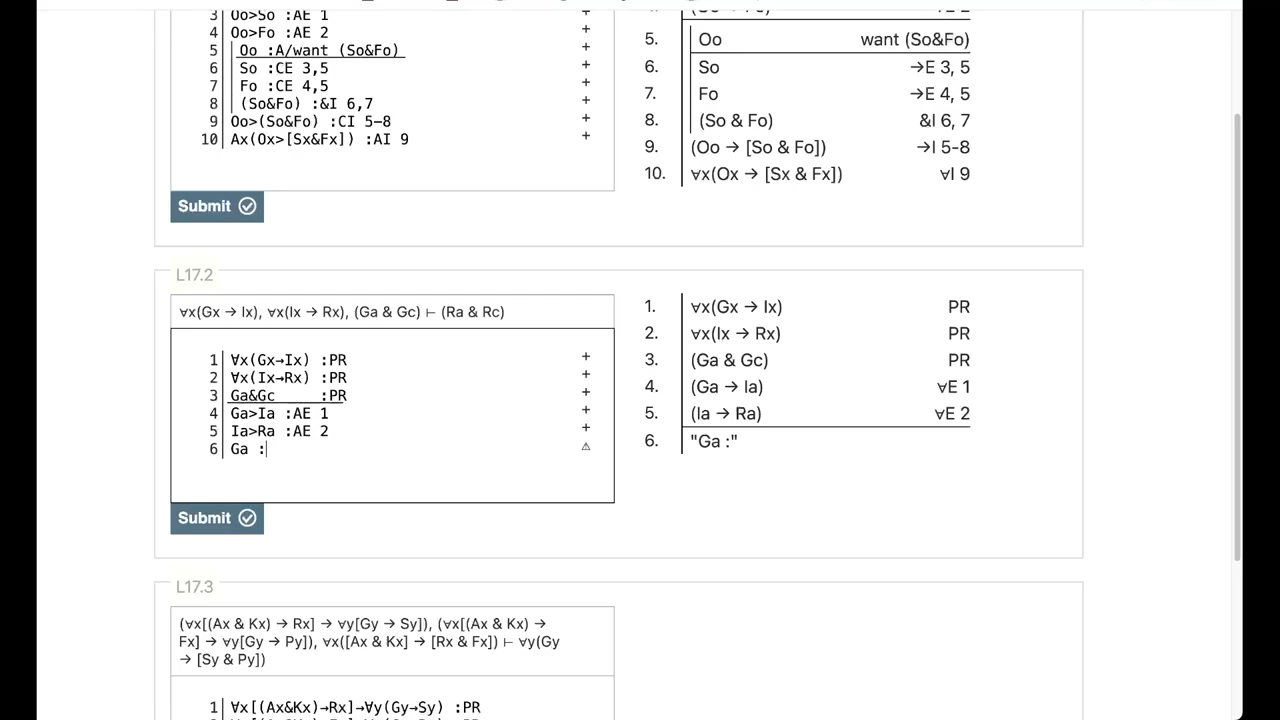 3 Oo>So :AE 1 +
4 Oo>Fo :AE 2 +
5 Oo :A/want (So&Fo) +
6 So :CE 3,5 +
7 Fo :CE 4,5 +
8 (So&Fo) :&I 6,7 +
9 Oo>(So&Fo) :CI 5-8 +
10 Ax(Ox>[Sx&Fx]) :AI 9 +
Submit
5. Oo want (So&Fo)
6. So →E 3, 5
7. Fo →E 4, 5
8. (So & Fo) &I 6, 7
9. (Oo → [So & Fo]) →I 5-8
10. ∀x(Ox → [Sx & Fx]) ∀I 9
L17.2
∀x(Gx → Ix), ∀x(Ix → Rx), (Ga & Gc) ⊢ (Ra & Rc)
1 ∀x(Gx→Ix) :PR +
2 ∀x(Ix→Rx) :PR +
3 Ga&Gc :PR +
4 Ga>Ia :AE 1 +
5 Ia>Ra :AE 2 +
6 Ga : ⚠
Submit
1. ∀x(Gx → Ix) PR
2. ∀x(Ix → Rx) PR
3. (Ga & Gc) PR
4. (Ga → Ia) ∀E 1
5. (Ia → Ra) ∀E 2
6. "Ga :"
L17.3
(∀x[(Ax & Kx) → Rx] → ∀y[Gy → Sy]), (∀x[(Ax & Kx) →
Fx] → ∀y[Gy → Py]), ∀x([Ax & Kx] → [Rx & Fx]) ⊢ ∀y(Gy
→ [Sy & Py])
1 ∀x[(Ax&Kx)→Rx]→∀y(Gy→Sy) :PR